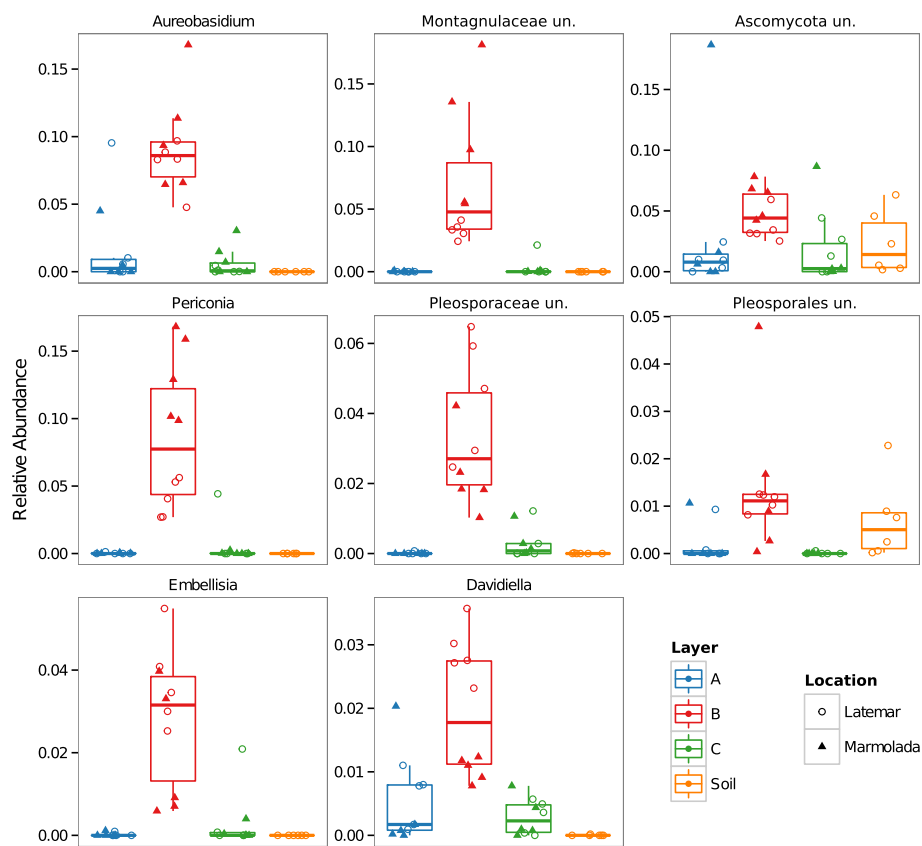 Aureobasidium
Montagnulaceae un.
Ascomycota un.
0.15
0.10
0.05
0.00
0.15
0.10
0.05
0.00
0.15
0.10
0.05
0.00
Periconia
Pleosporaceae un.
Pleosporales un.
Relative Abundance
0.15
0.10
0.05
0.00
0.06
0.04
0.02
0.00
0.05
0.04
0.03
0.02
0.01
0.00
Embellisia
Davidiella
0.04
0.02
0.00
0.03
0.02
0.01
0.00
Layer
A
B
C
Soil
Location
Latemar
Marmolada